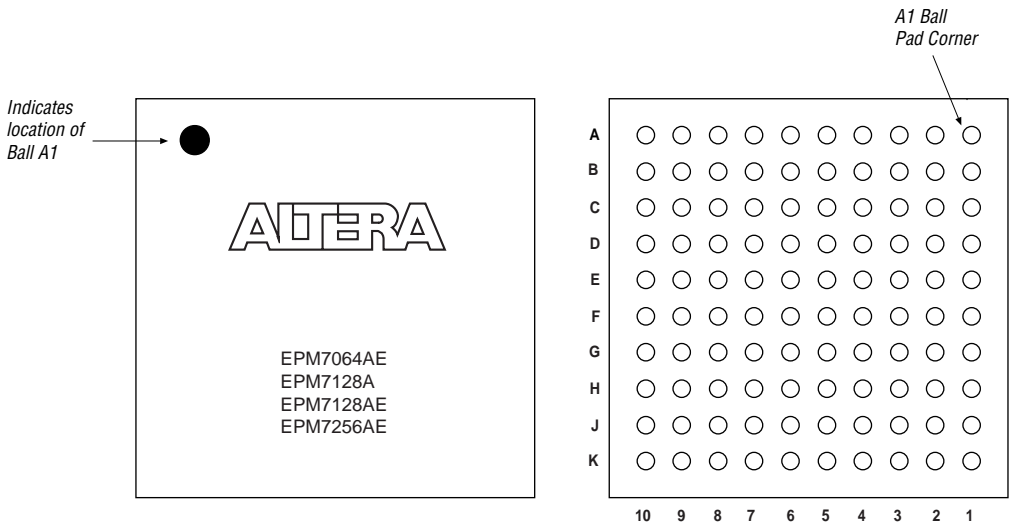 A1 Ball
Pad Corner
Indicates
location of
Ball A1
ALTERA
EPM7064AE
EPM7128A
EPM7128AE
EPM7256AE
A
B
C
D
E
F
G
H
J
K
10 9 8 7 6 5 4 3 2 1